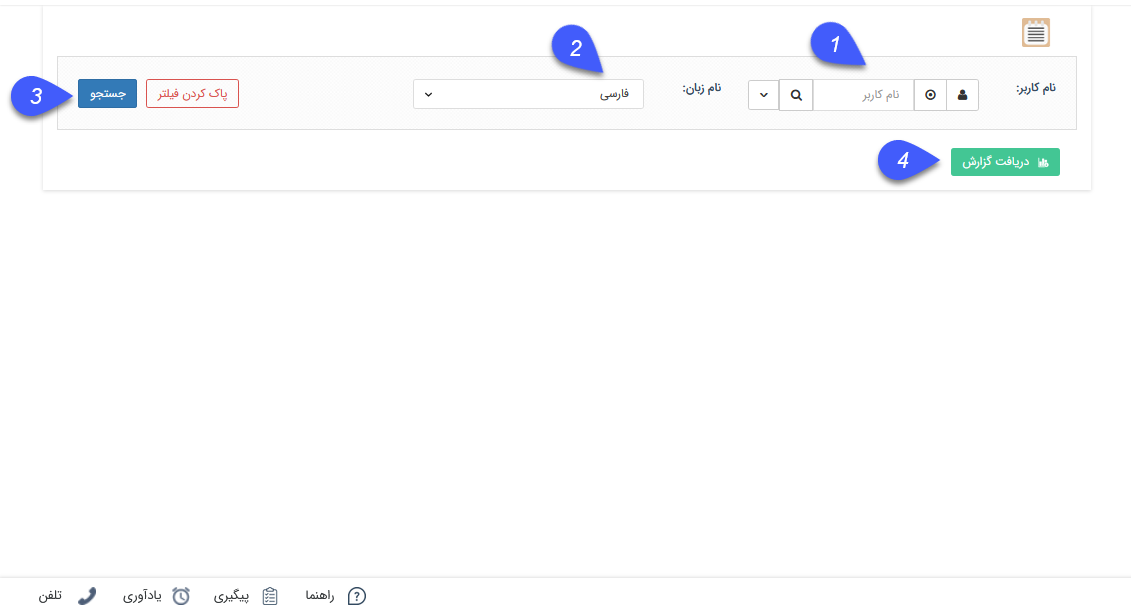 1
2
نام کاربر:
نام کاربر
نام زبان:
فارسی
پاک کردن فیلتر
جستجو
3
دریافت گزارش
4
راهنما
?
پیگیری
یادآوری
تلفن